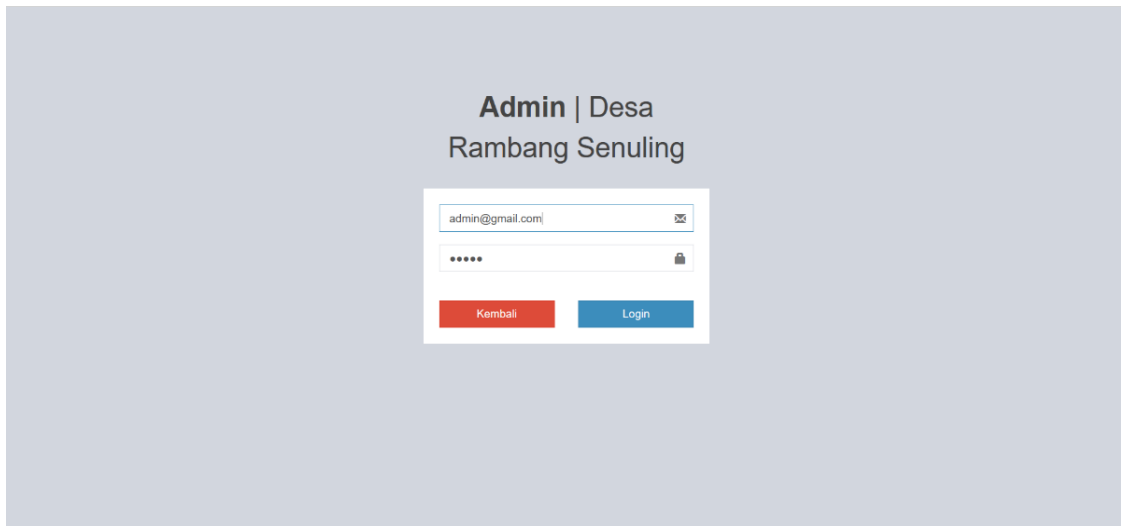 Admin | Desa
Rambang Senuling
admin@gmail.com
•••••
Kembali Login